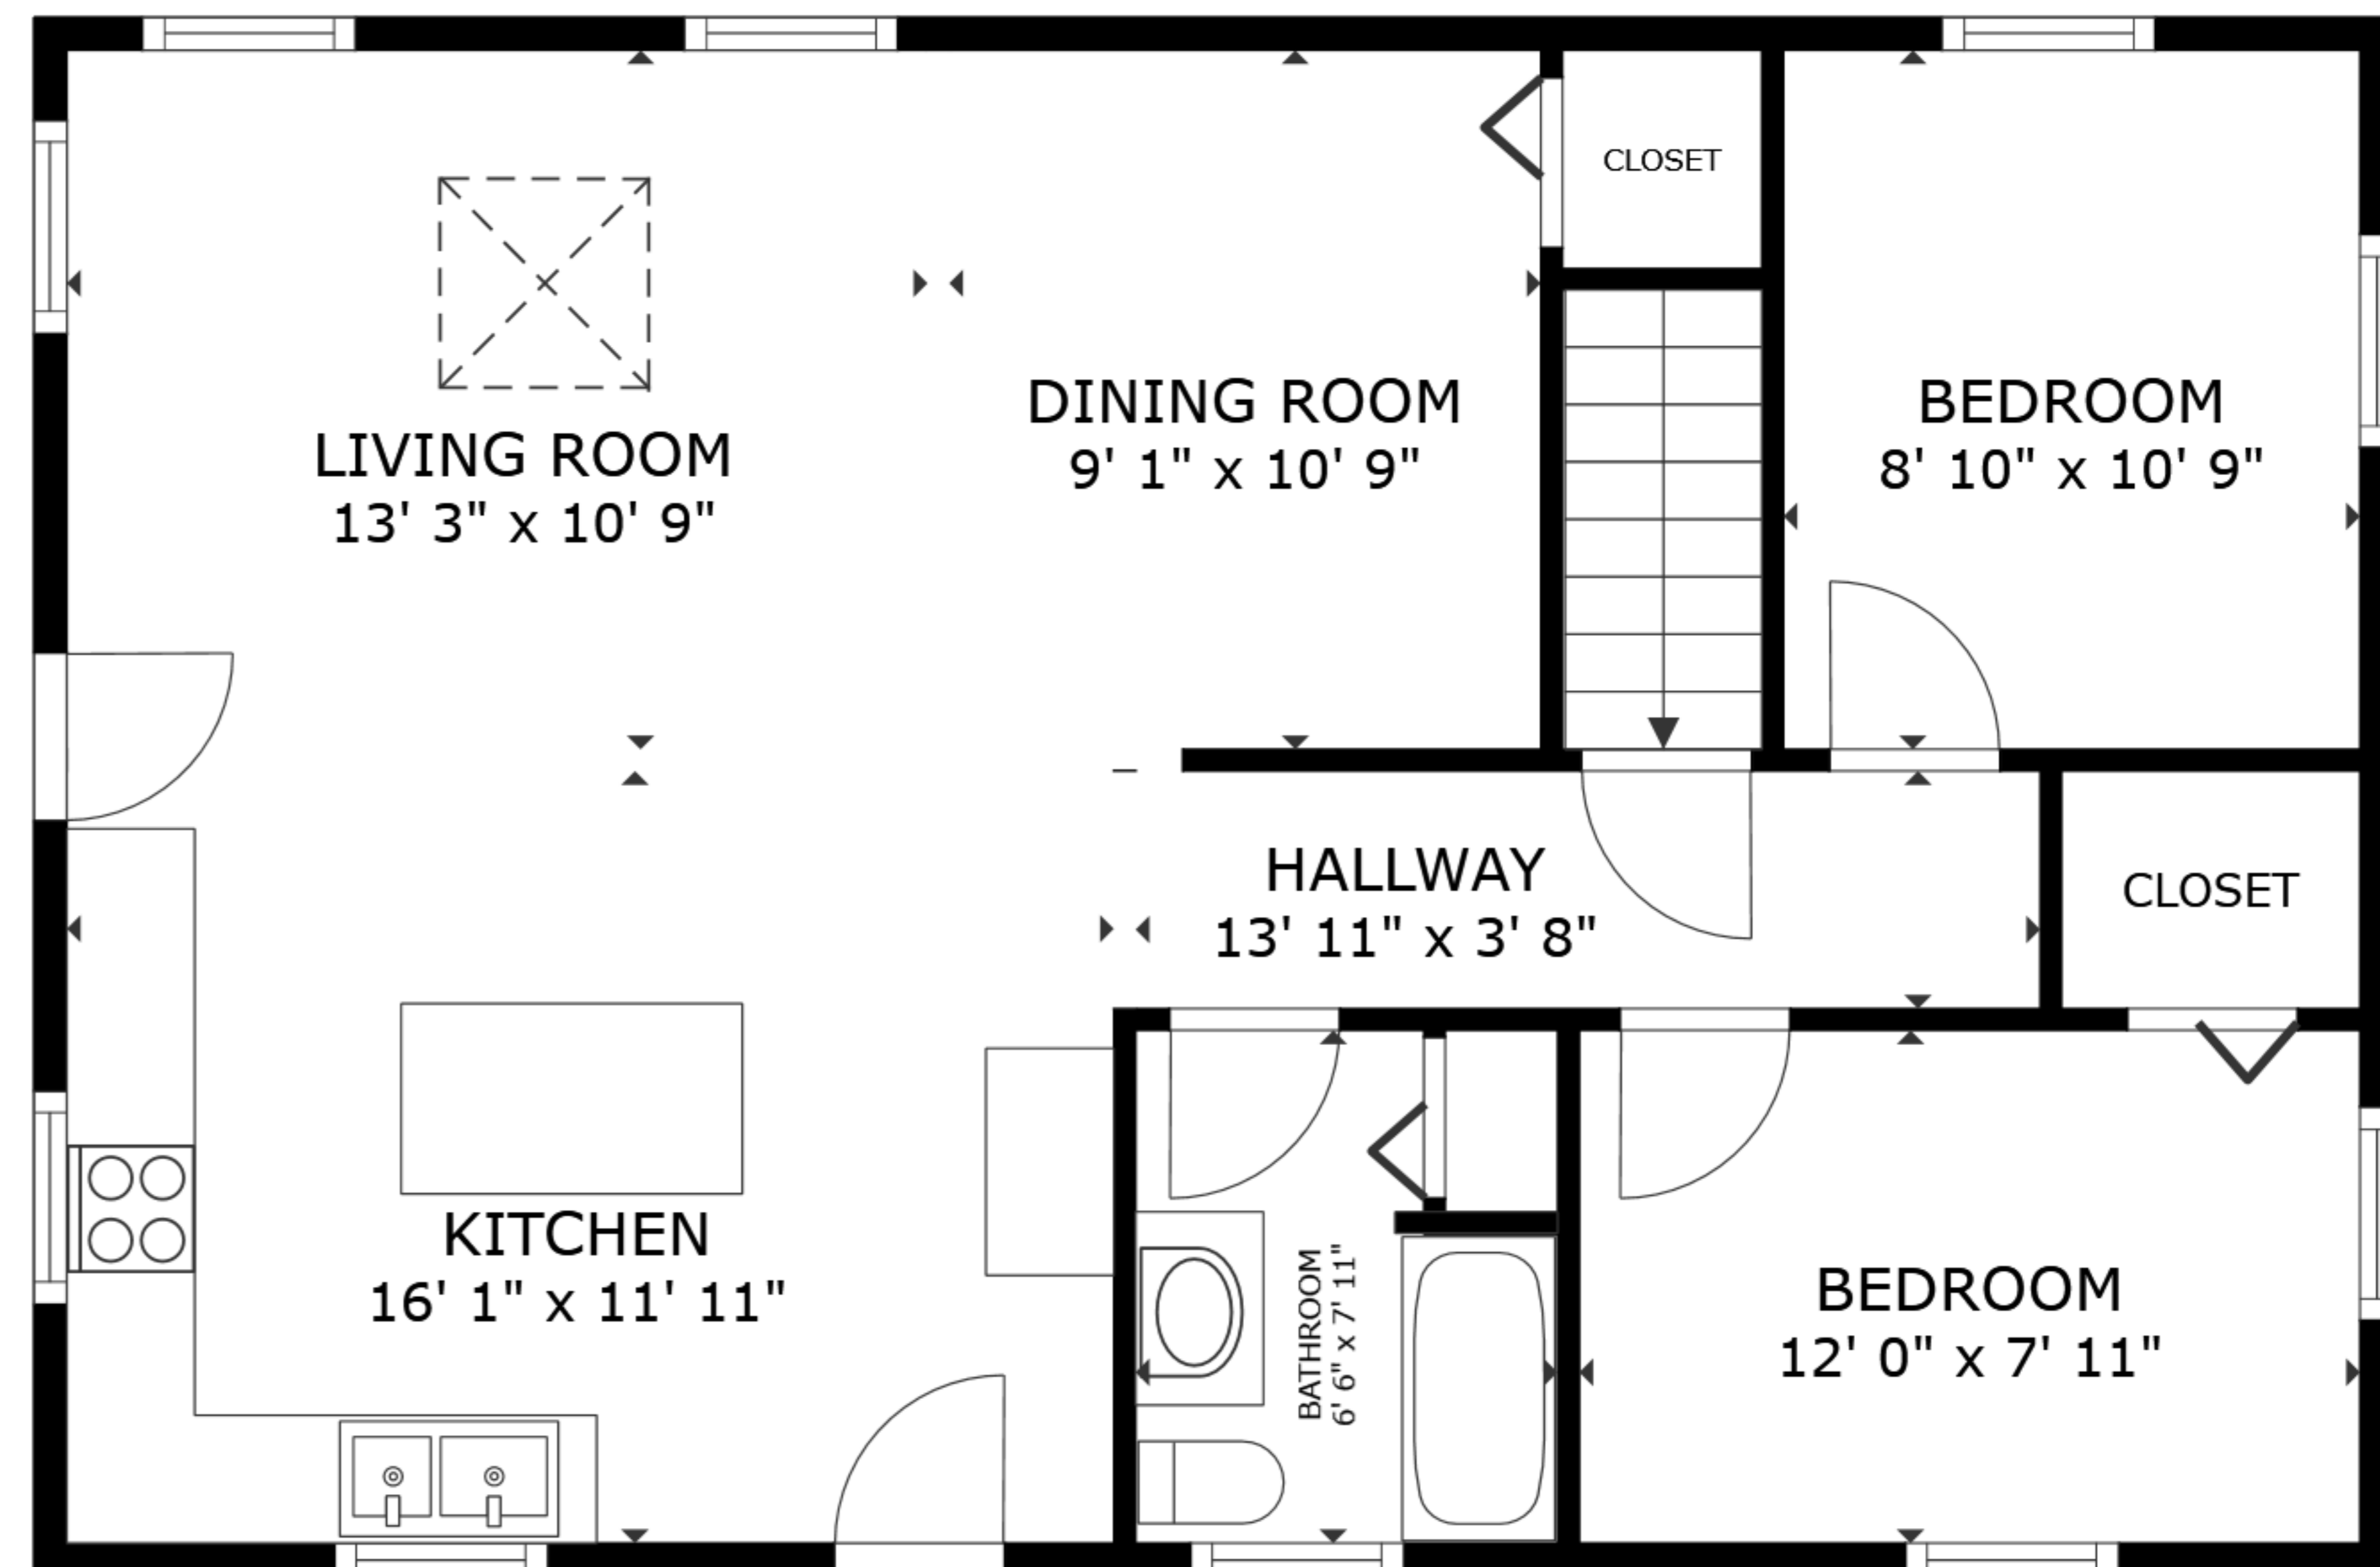 CLOSET
DINING ROOM
9' 1" x 10' 9"
BEDROOM
8' 10" x 10' 9"
LIVING ROOM
13' 3" x 10' 9"
HALLWAY
13' 11" x 3' 8"
CLOSET
KITCHEN
16' 1" x 11' 11"
BATHROOM
6' 6" x 7' 11"
BEDROOM
12' 0" x 7' 11"